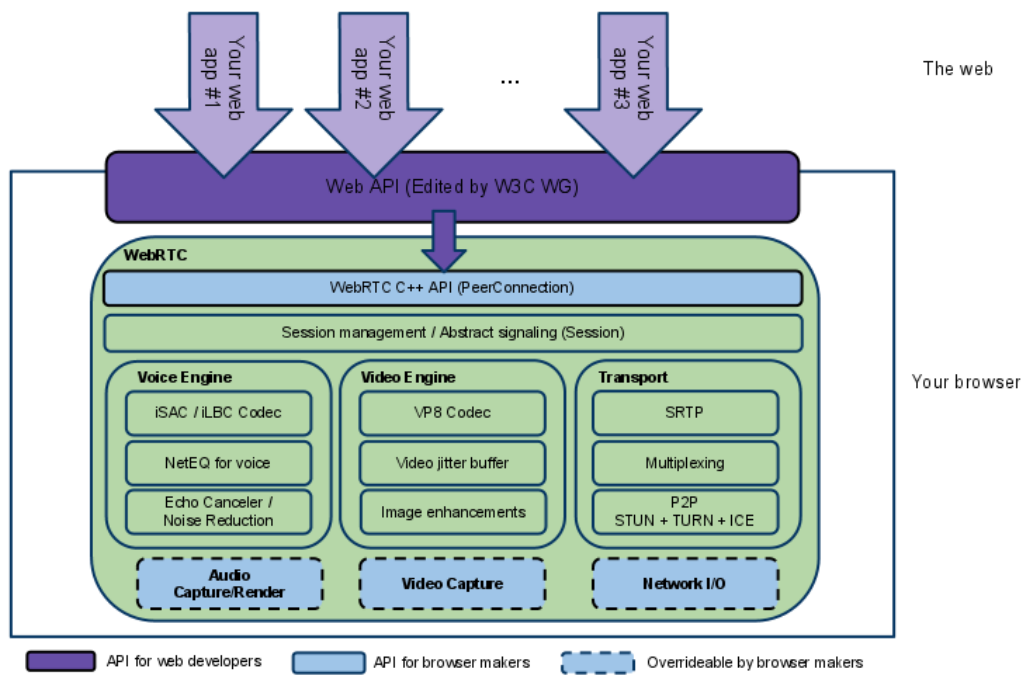 Your web
app #1
Your web
app #2
...
Your web
app #3
The web
Web API (Edited by W3C WG)
WebRTC
WebRTC C++ API (PeerConnection)
Session management / Abstract signaling (Session)
Your browser
Voice Engine
iSAC / iLBC Codec
NetEQ for voice
Echo Canceler /
Noise Reduction
Video Engine
VP8 Codec
Video jitter buffer
Image enhancements
Transport
SRTP
Multiplexing
P2P
STUN + TURN + ICE
Audio
Capture/Render
Video Capture
Network I/O
API for web developers
API for browser makers
Overrideable by browser makers